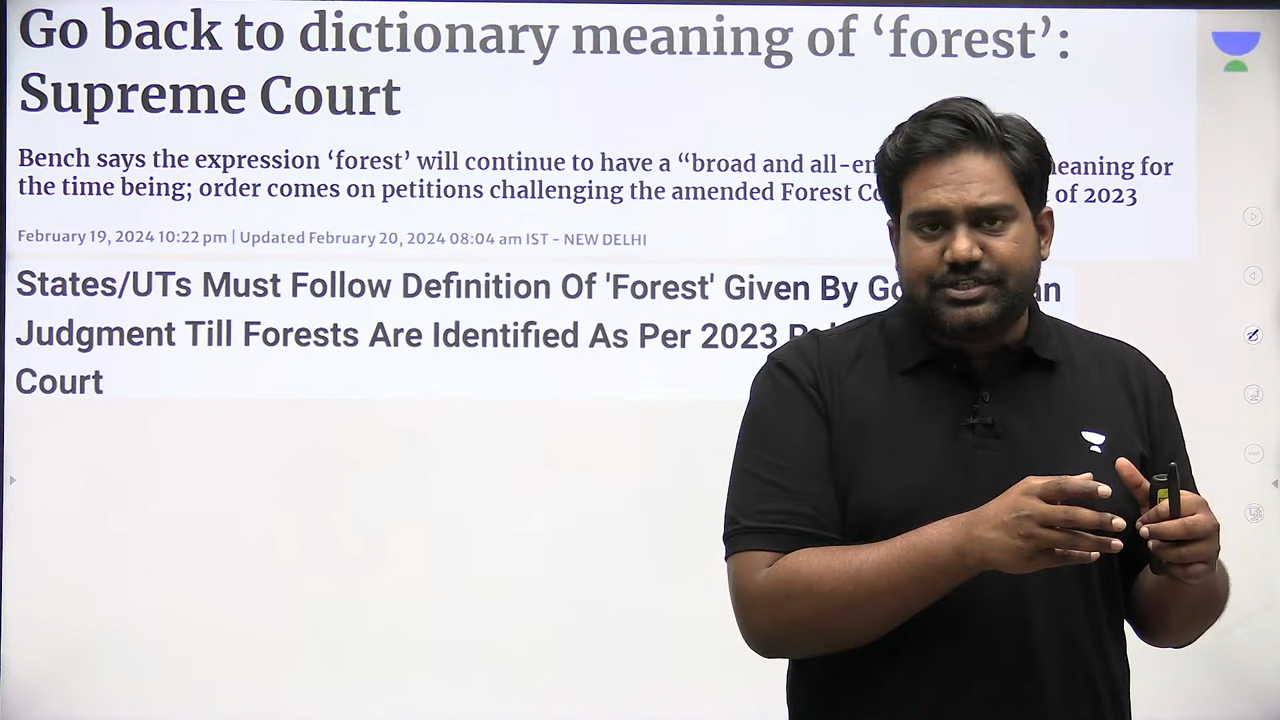 Go back to dictionary meaning of ‘forest’:
Supreme Court
Bench says the expression ‘forest’ will continue to have a “broad and all- meaning for
the time being; order comes on petitions challenging the amended Forest of 2023
February 19, 2024 10:22 pm | Updated February 20, 2024 08:04 am IST - NEW DELHI
States/UTs Must Follow Definition Of 'Forest' Given By
Judgment Till Forests Are Identified As Per 2023
Court